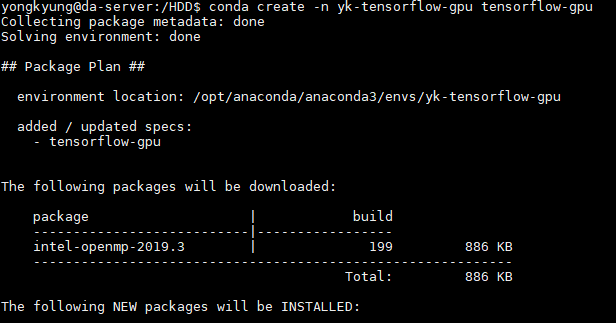 yongkyung@da-server:/HDD$ conda create -n yk-tensorflow-gpu tensorflow-gpu
Collecting package metadata: done
Solving environment: done
## Package Plan ##
environment location: /opt/anaconda/anaconda3/envs/yk-tensorflow-gpu
added / updated specs:
- tensorflow-gpu
The following packages will be downloaded:
package | build
---------------------------|-----------------
intel-openmp-2019.3 | 199 886 KB
------------------------------------------------------------
Total: 886 KB
The following NEW packages will be INSTALLED: